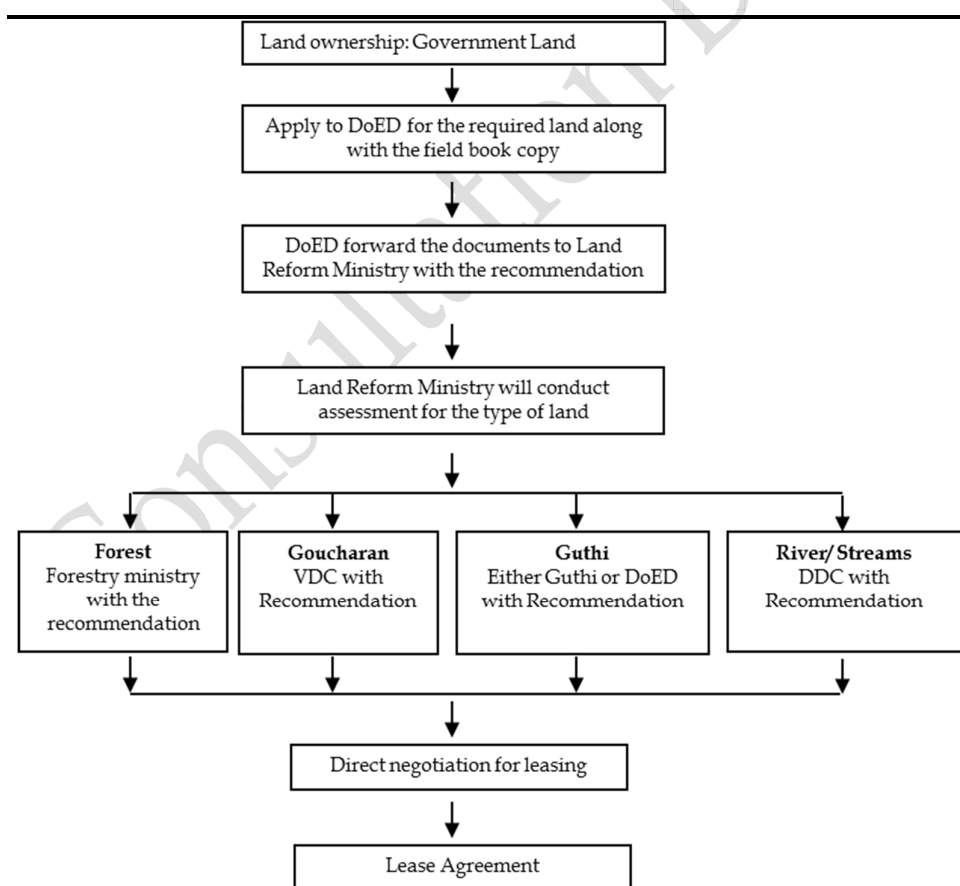 Land ownership: Government Land
Apply to DoED for the required land along
with the field book copy
DoED forward the documents to Land
Reform Ministry with the recommendation
Land Reform Ministry will conduct
assessment for the type of land
Forest
Forestry ministry
with the
recommendation
Goucharan
VDC with
Recommendation
Guthi
Either Guthi or DoED
with Recommendation
River/ Streams
DDC with
Recommendation
Direct negotiation for leasing
Lease Agreement
Consultation D